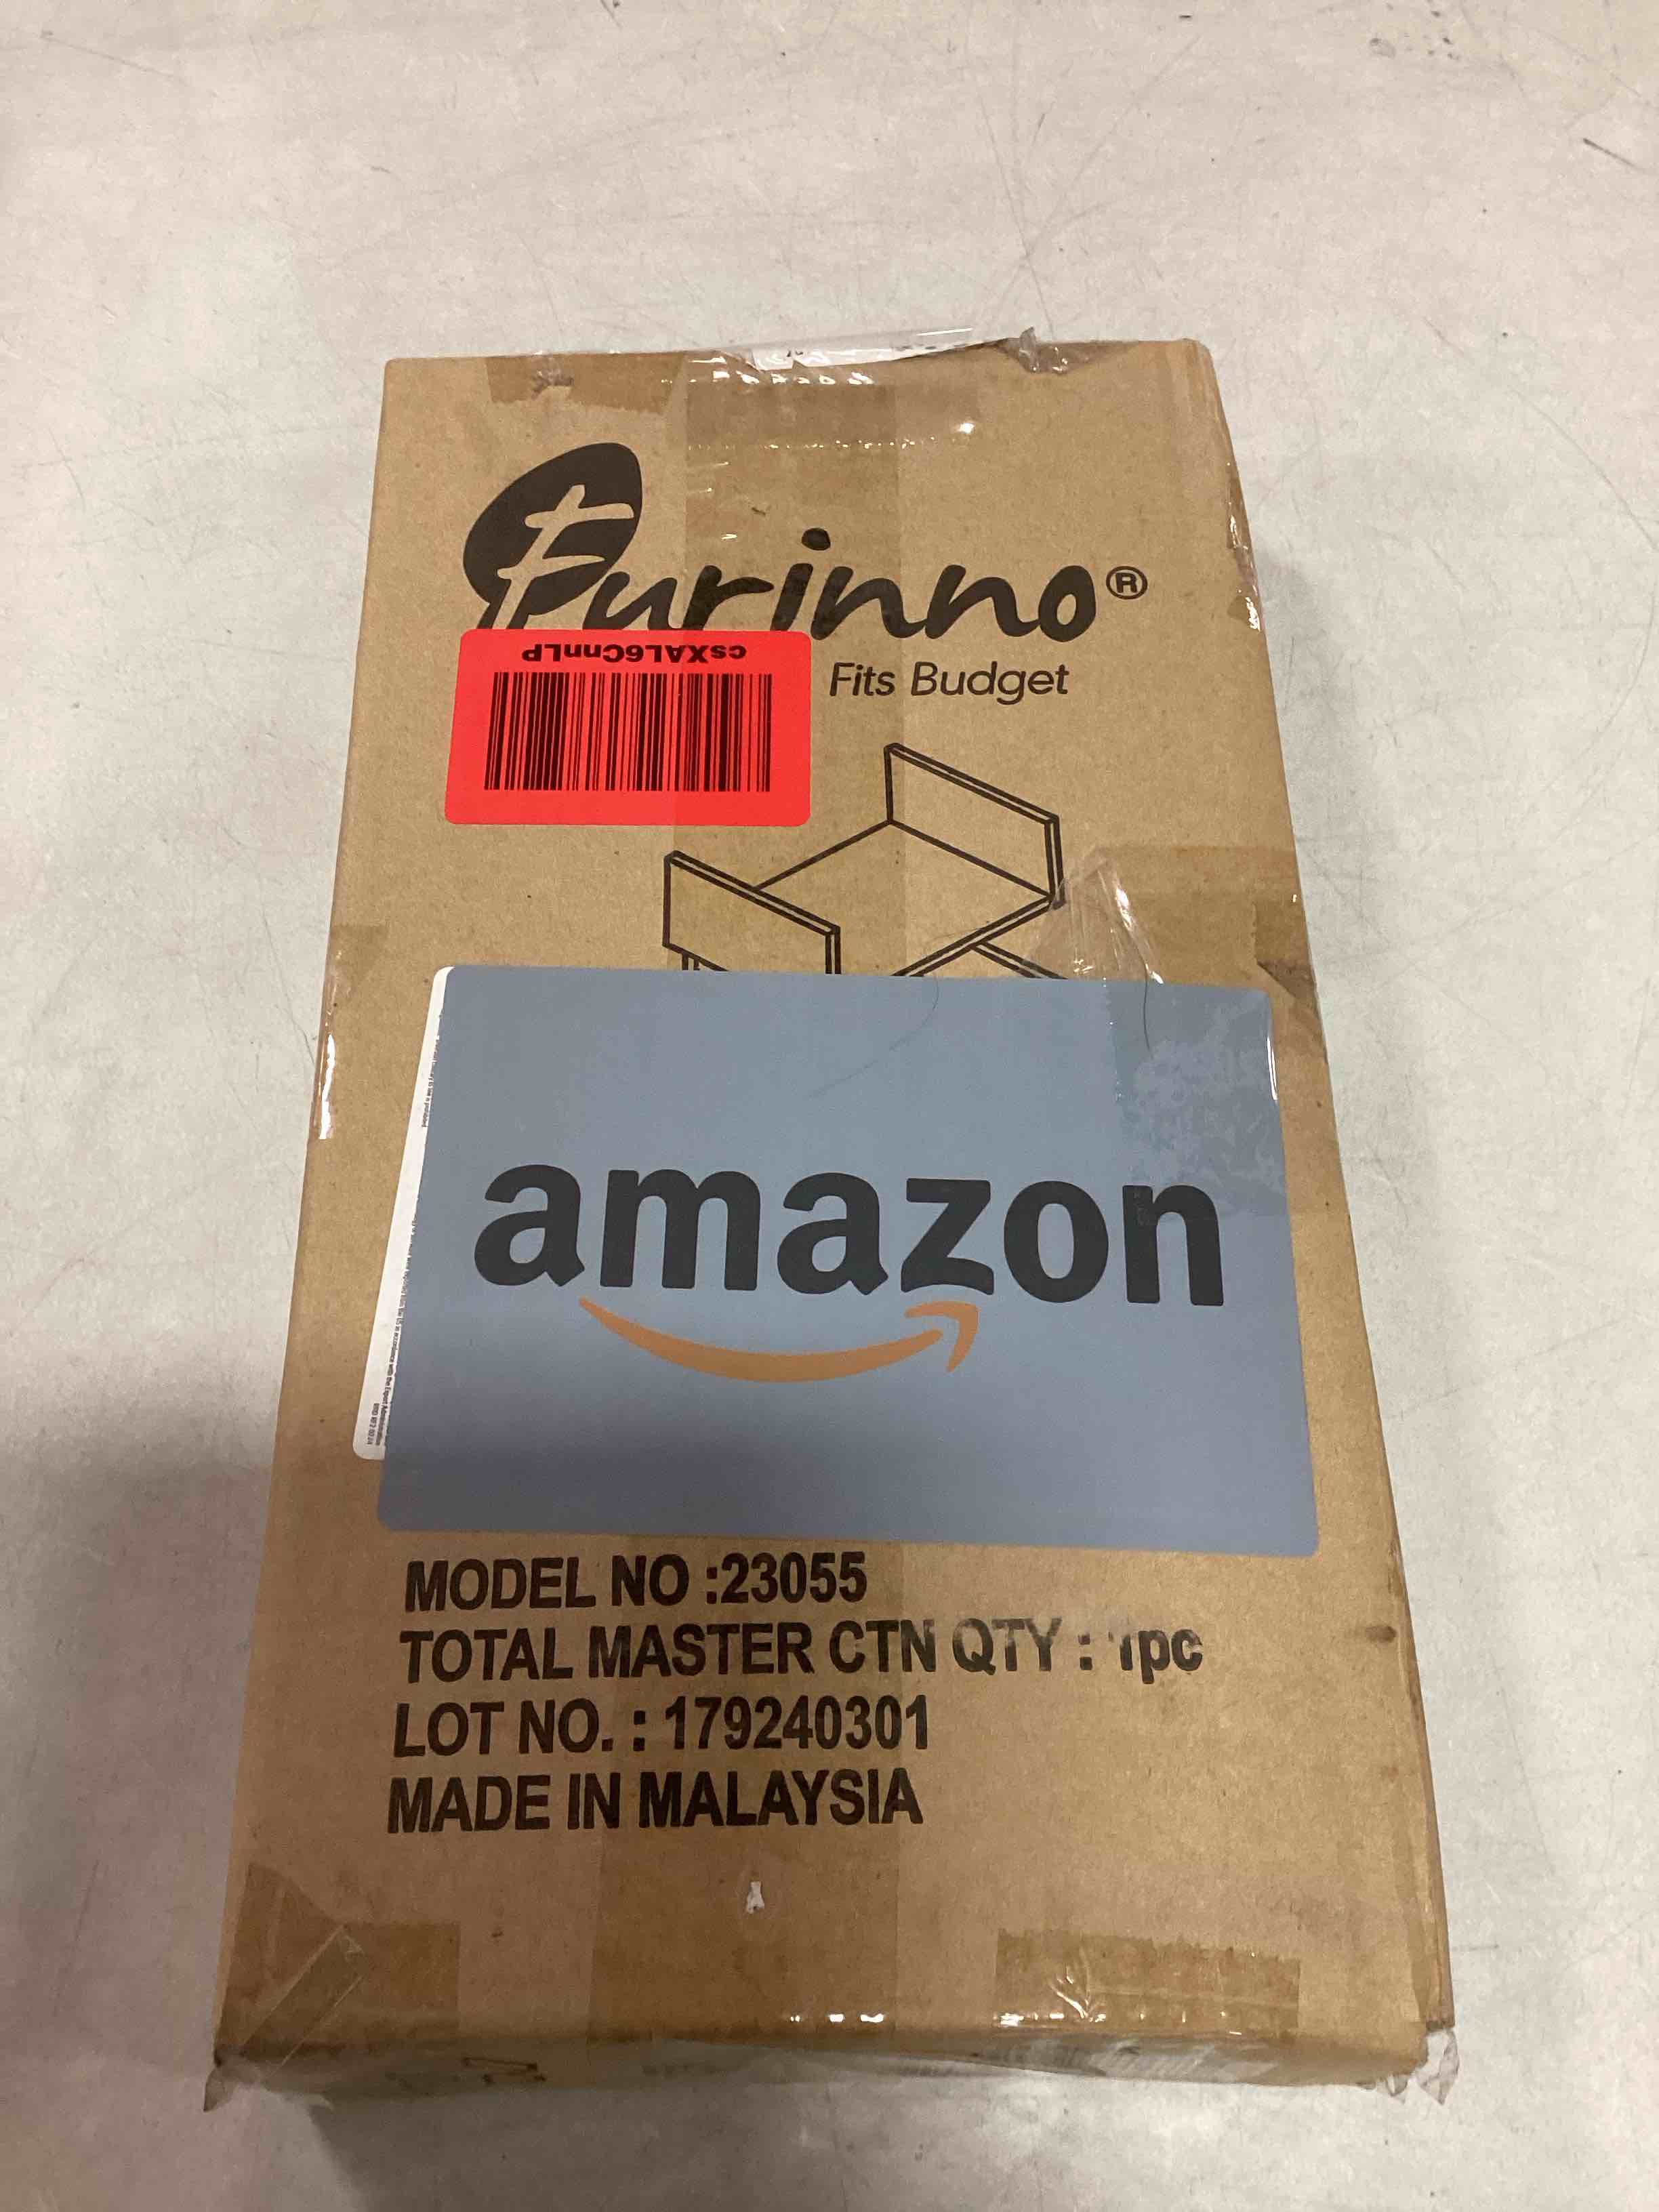 Furinno®
csXAL6CnnLP
Fits Budget
amazon
MODEL NO :23055
TOTAL MASTER CTN QTY : 1pc
LOT NO. : 179240301
MADE IN MALAYSIA